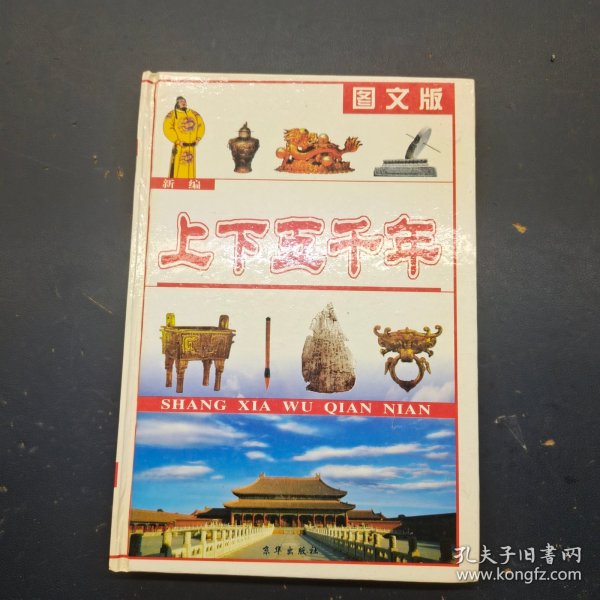 图文版
新编
上下五千年
SHANG XIA WU QIAN NIAN
京华出版社
孔夫子旧书网
www.kongfz.com